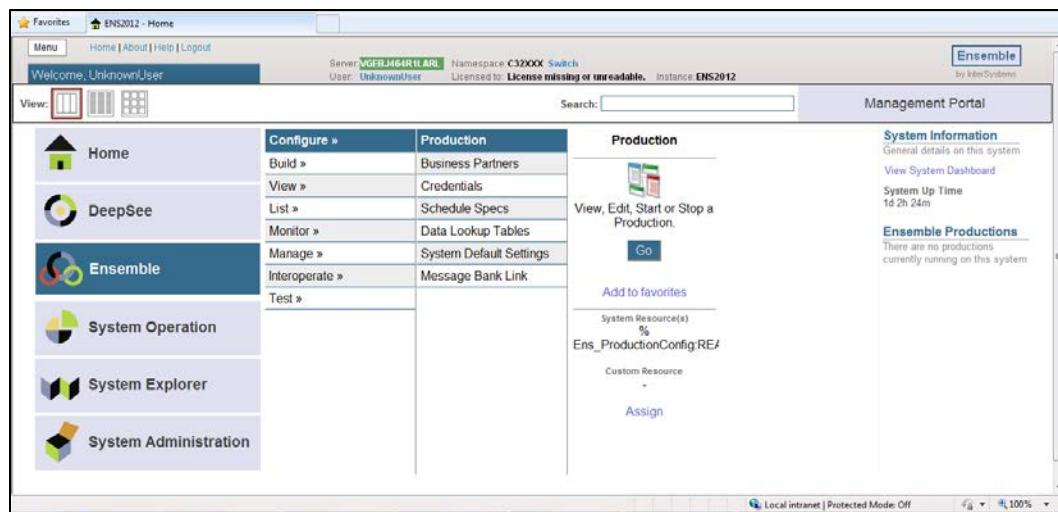 Favorites
ENS2012 - Home
Menu
Home | About | Help | Logout
Welcome, UnknownUser
Server: VGEBJ464R1LARL Namespace: C32XXX Switch
User: UnknownUser Licensed to: License missing or unreadable. Instance: ENS2012
Ensemble
by InterSystems
View:
Search:
Management Portal
Home
DeepSee
Ensemble
System Operation
System Explorer
System Administration
Configure »
Build »
View »
List »
Monitor »
Manage »
Interoperate »
Test »
Production
Business Partners
Credentials
Schedule Specs
Data Lookup Tables
System Default Settings
Message Bank Link
Production
View, Edit, Start or Stop a
Production.
Go
Add to favorites
System Resource(s)
%
Ens_ProductionConfig:REA
Custom Resource
-
Assign
System Information
General details on this system
View System Dashboard
System Up Time
1d 2h 24m
Ensemble Productions
There are no productions
currently running on this system
Local intranet | Protected Mode: Off
100%